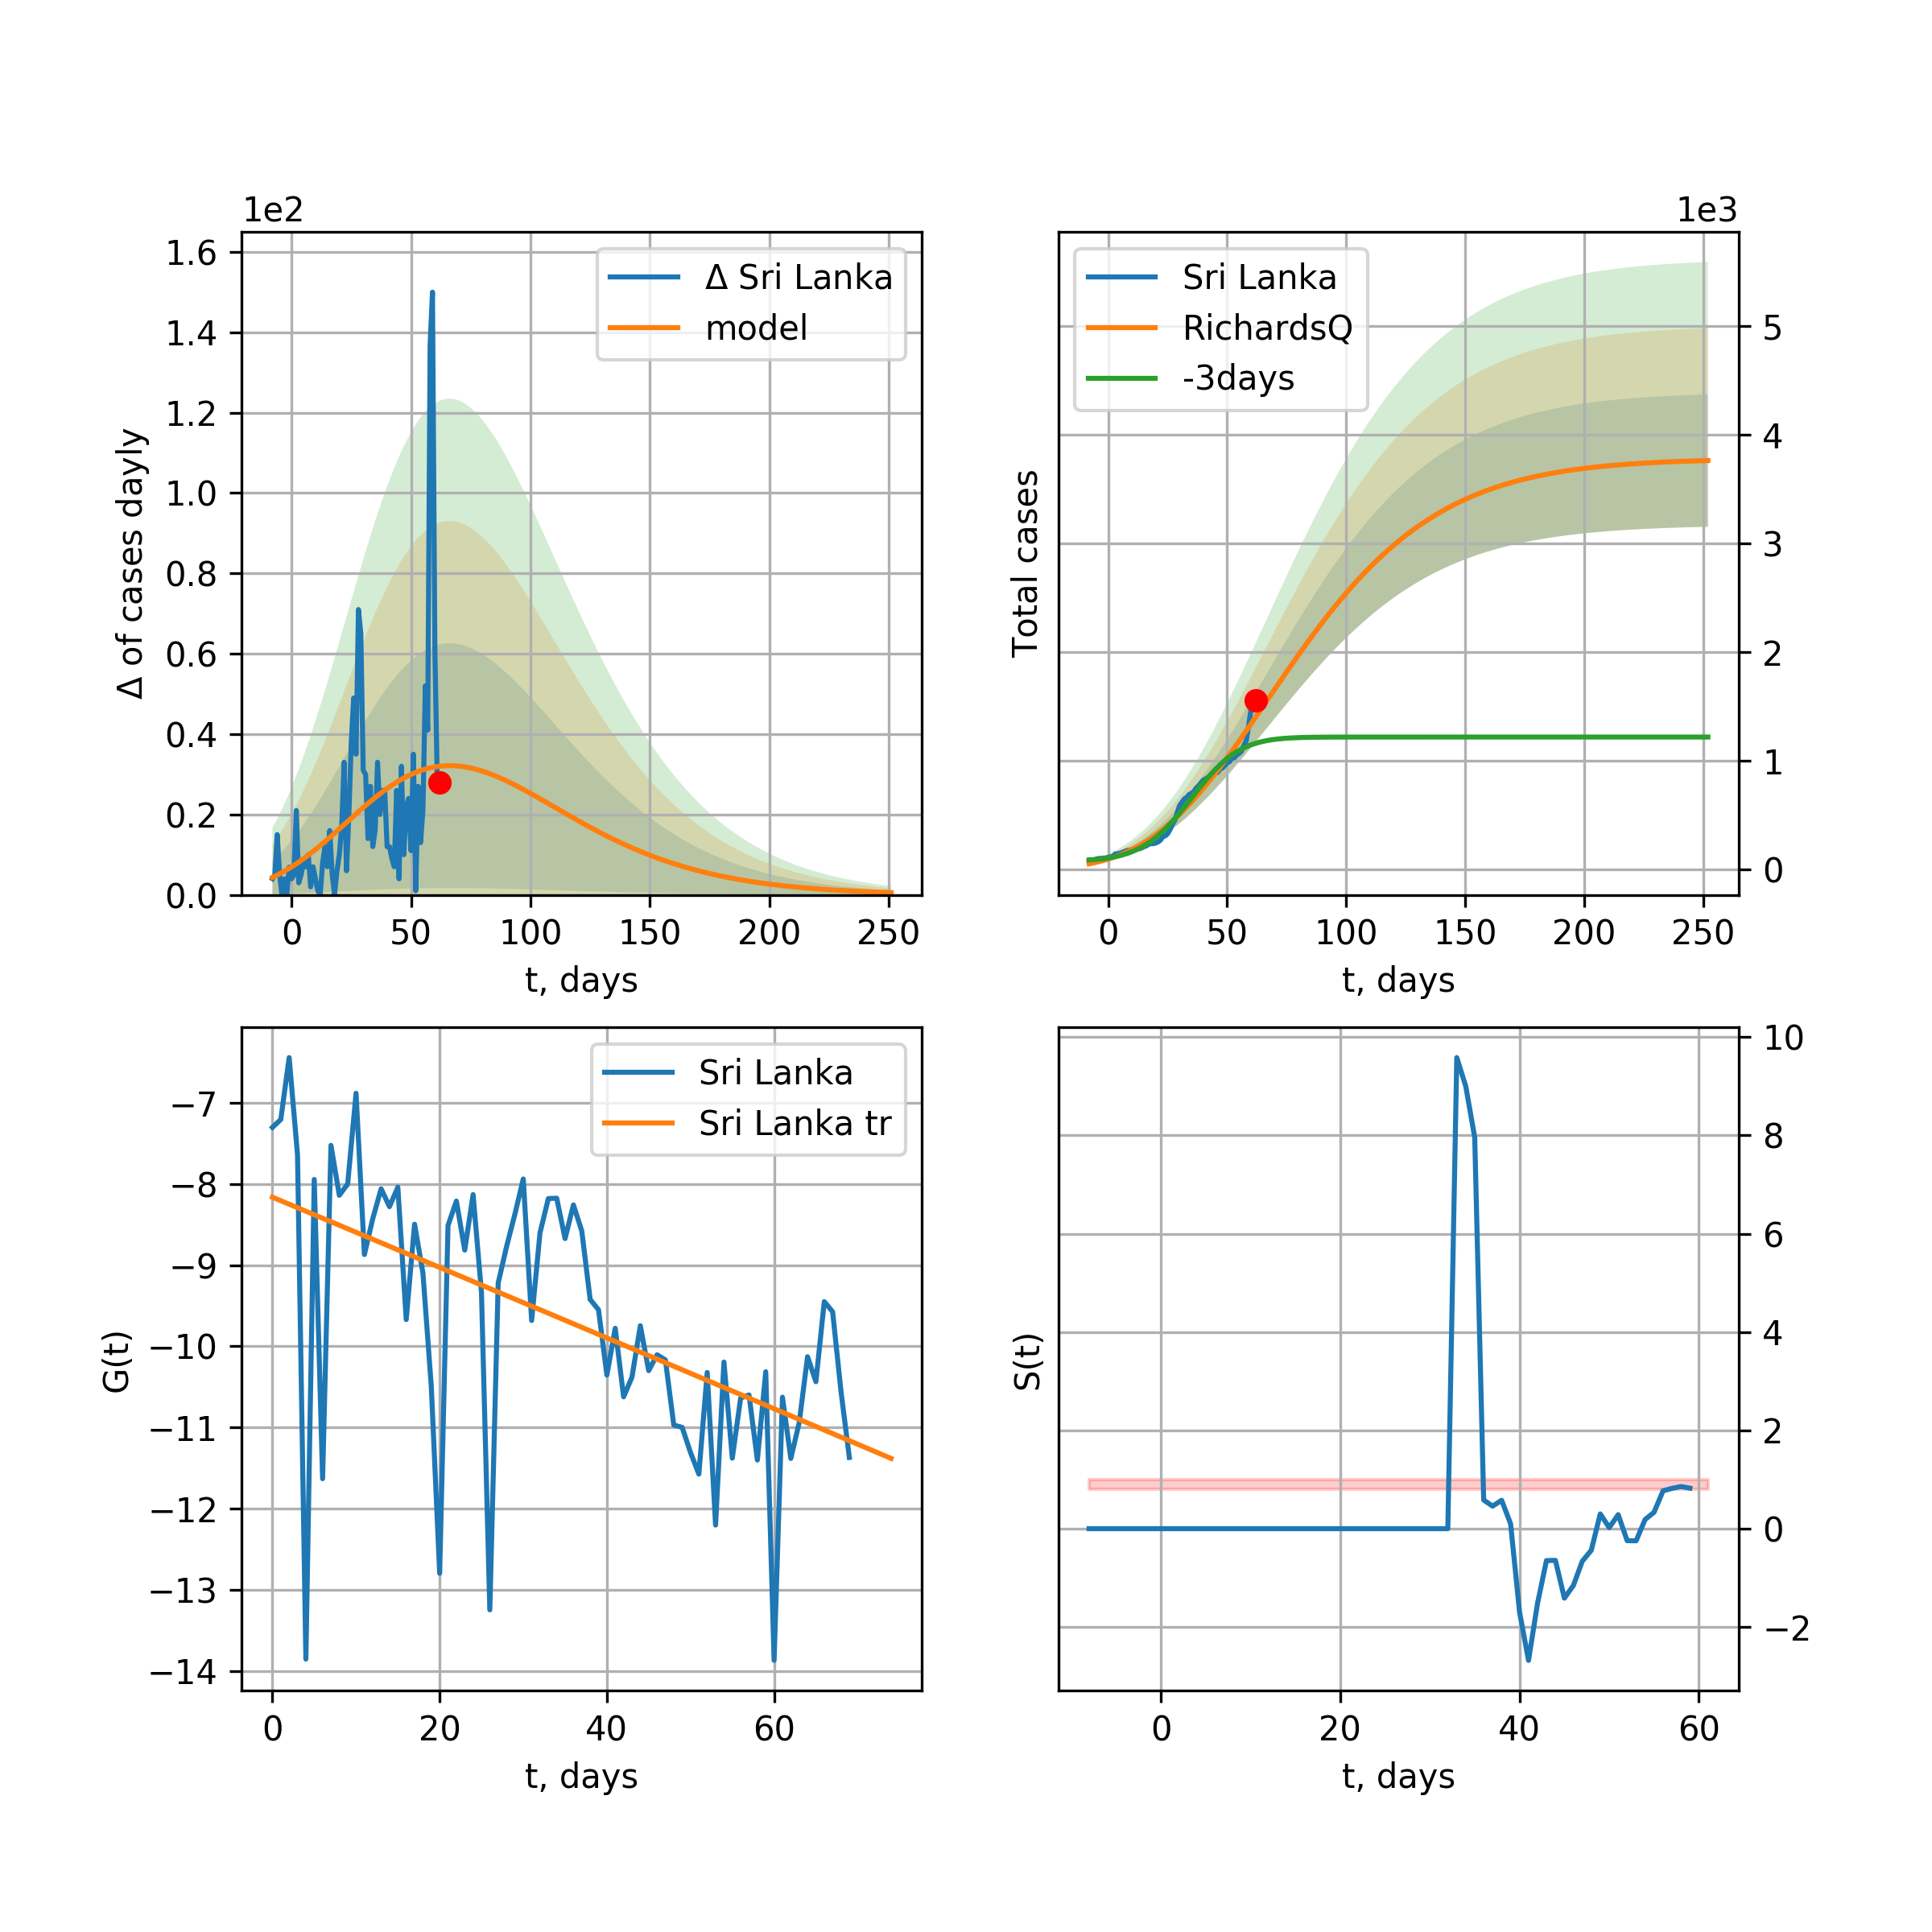 1e2
Δ of cases dayly
1.6
1.4
1.2
1.0
0.8
0.6
0.4
0.2
0.0
Δ Sri Lanka
model
0 50 100 150 200 250
t, days
1e3
Total cases
Sri Lanka
RichardsQ
-3days
5
4
3
2
1
0
0 50 100 150 200 250
t, days
G(t)
−7
−8
−9
−10
−11
−12
−13
−14
Sri Lanka
Sri Lanka tr
0 20 40 60
t, days
S(t)
10
8
6
4
2
0
−2
0 20 40 60
t, days